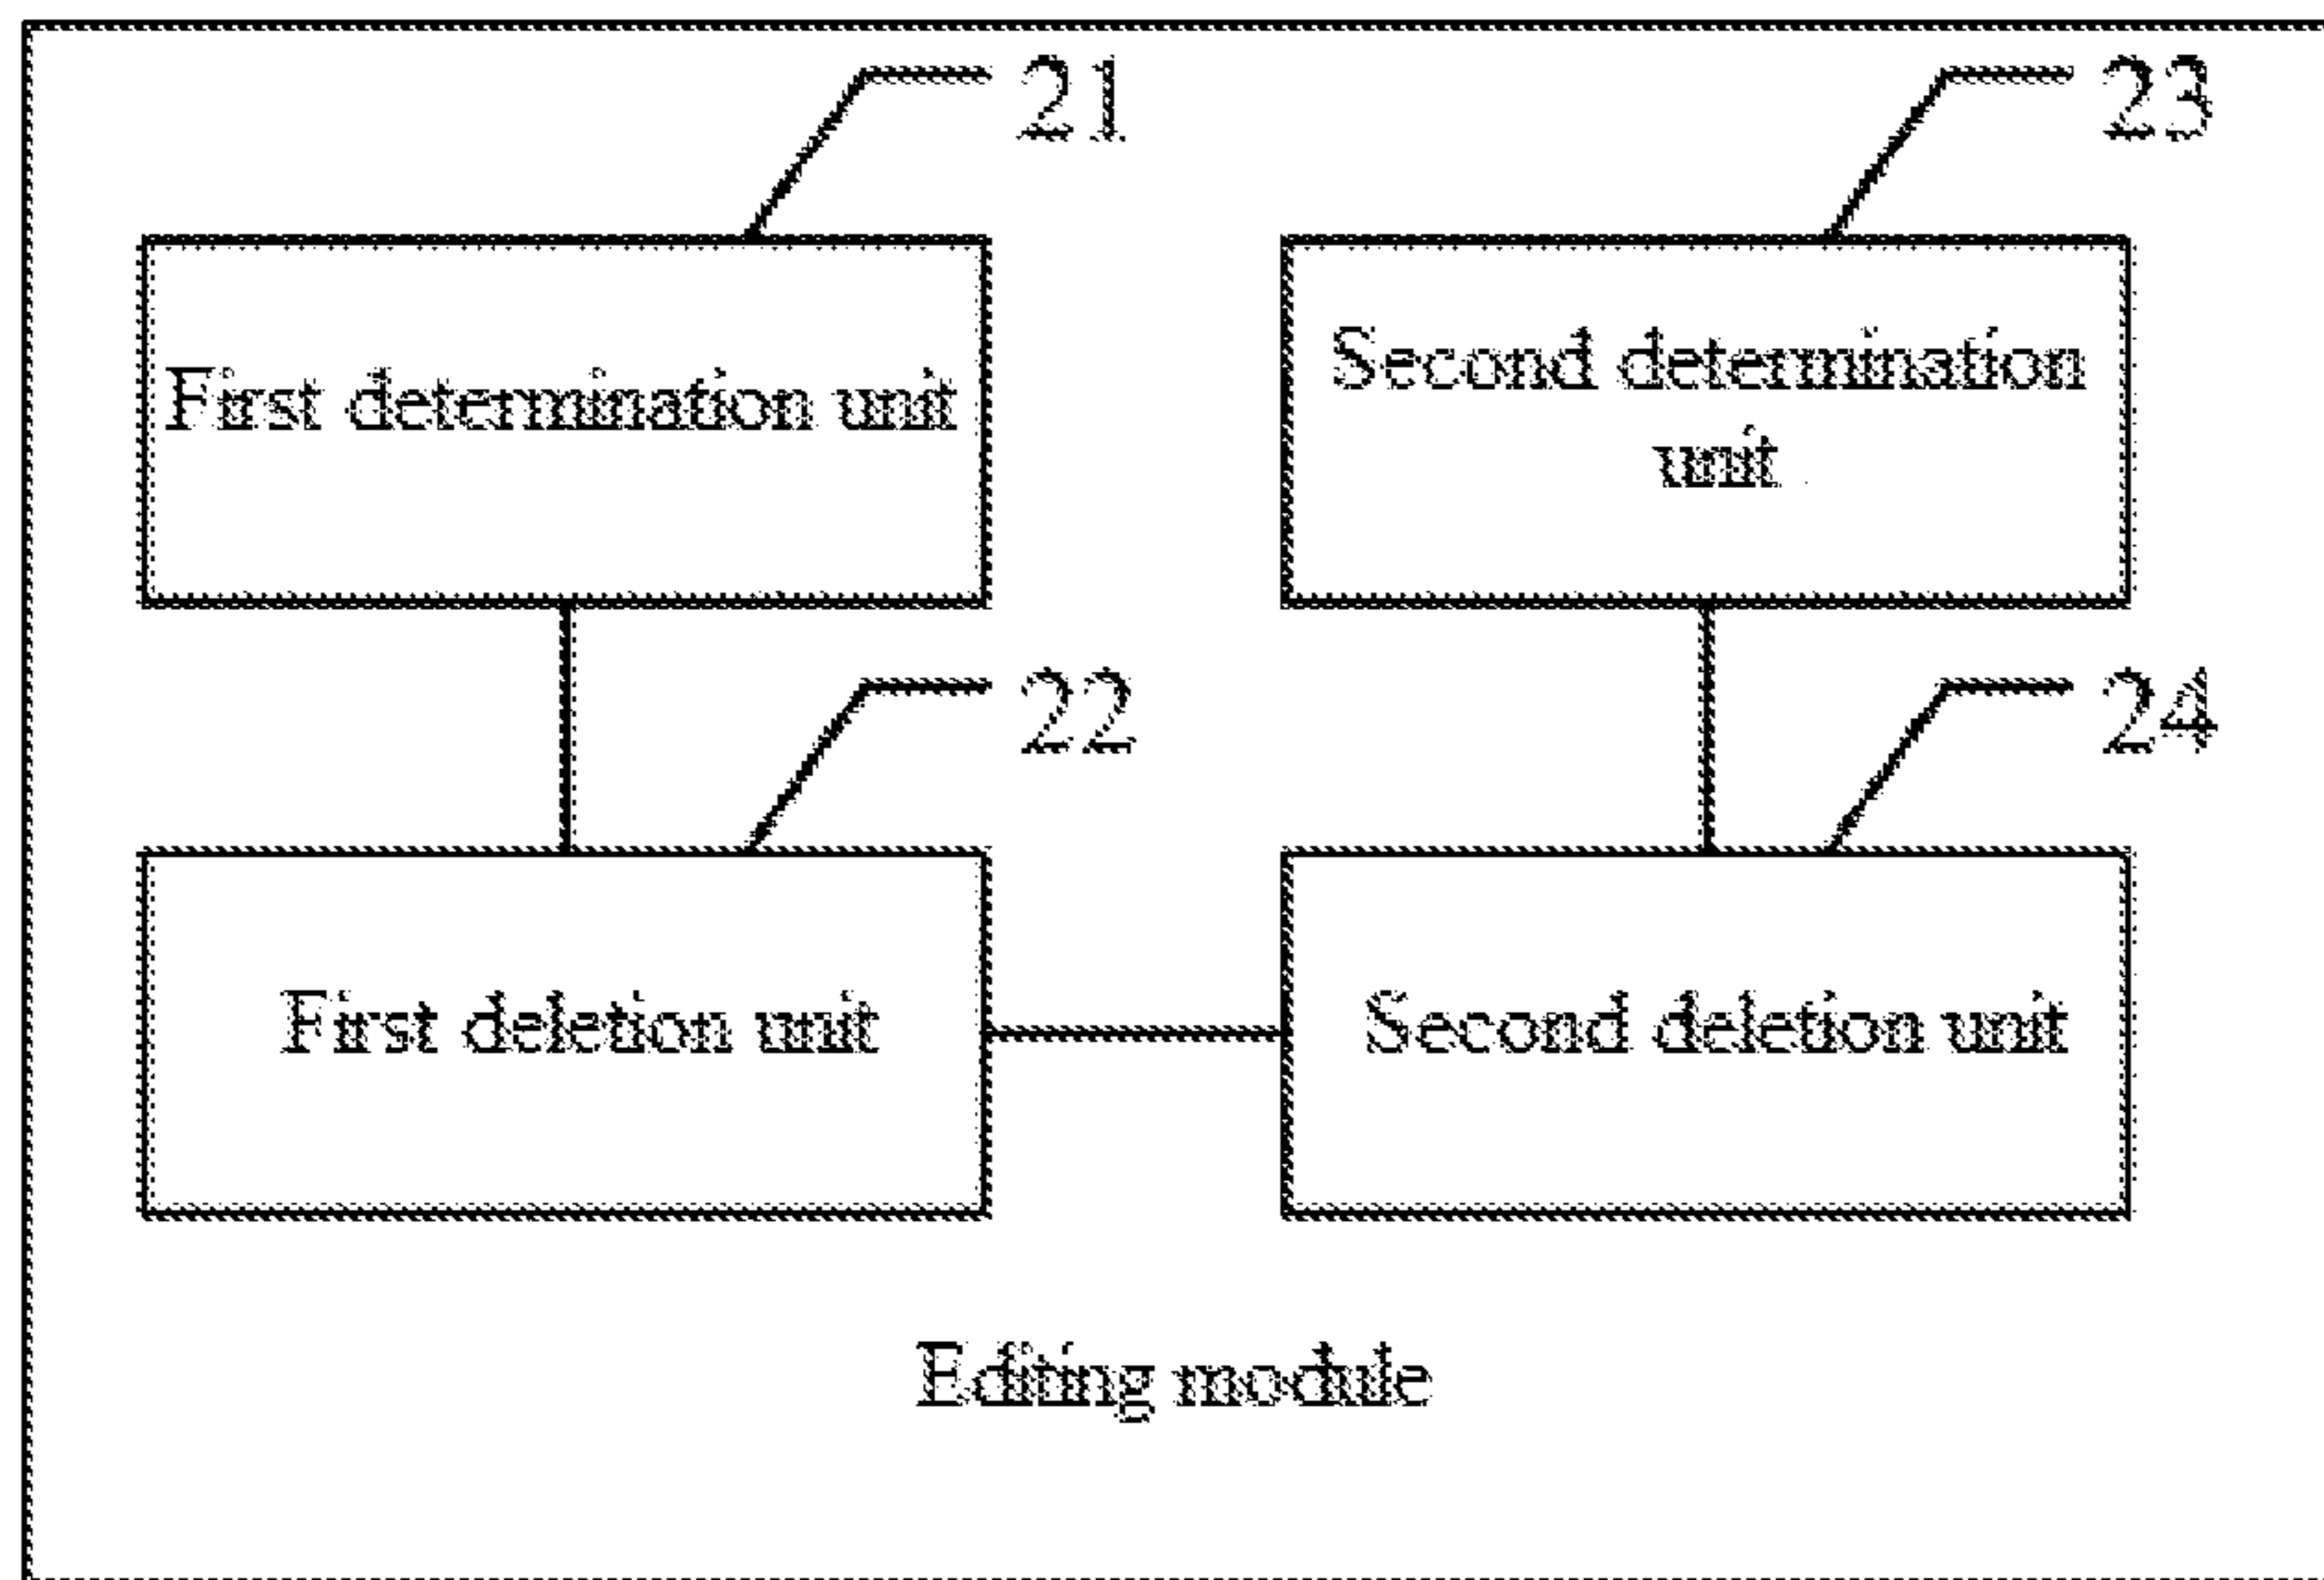 21
23
First determination unit
Second determination
unit
22
24
First deletion unit
Second deletion unit
Editing module